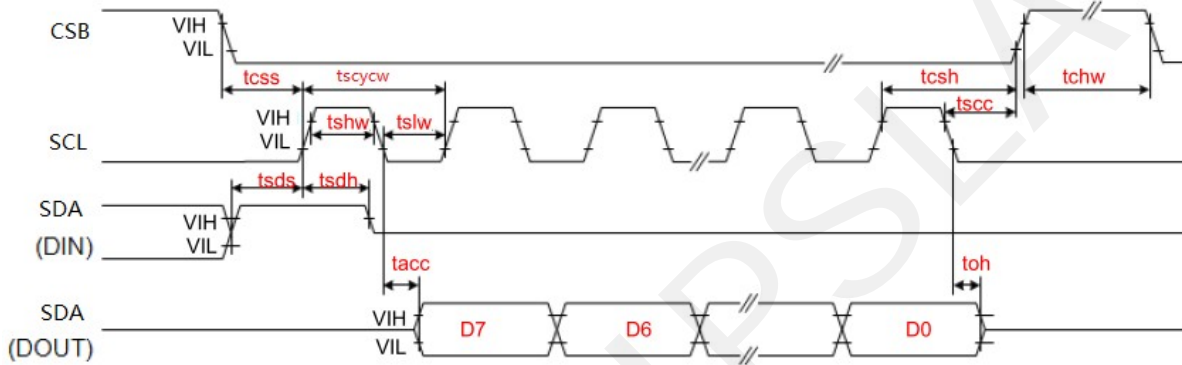 CSB
VIH
VIL
tcss
tscycw
tcsh
tchw
tscc
SCL
VIH
VIL
tshw
tslw
tsds
tsdh
SDA
(DIN)
VIH
VIL
tacc
toh
SDA
(DOUT)
VIH
VIL
D7
D6
D0